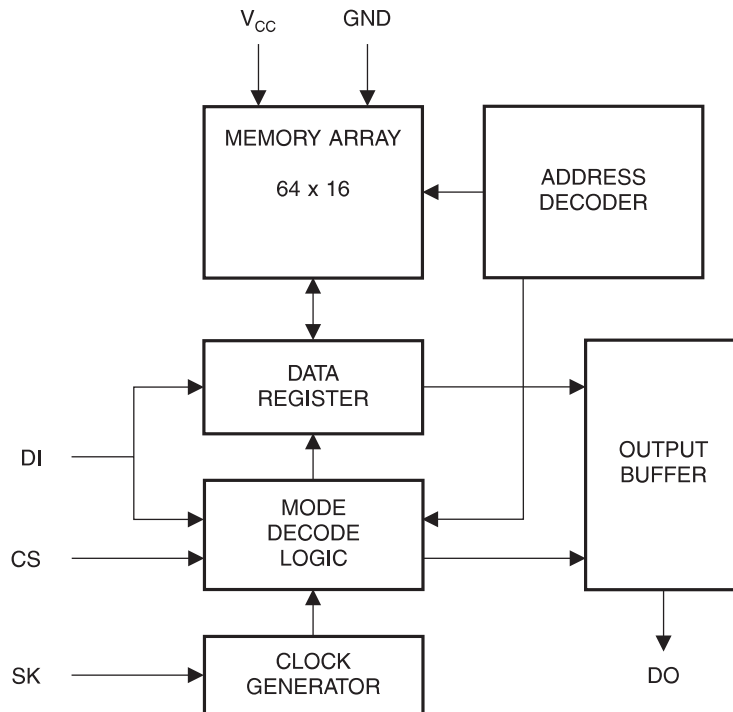 VCC
GND
MEMORY ARRAY
64 x 16
ADDRESS
DECODER
DATA
REGISTER
OUTPUT
BUFFER
DI
MODE
DECODE
LOGIC
CS
CLOCK
GENERATOR
SK
DO